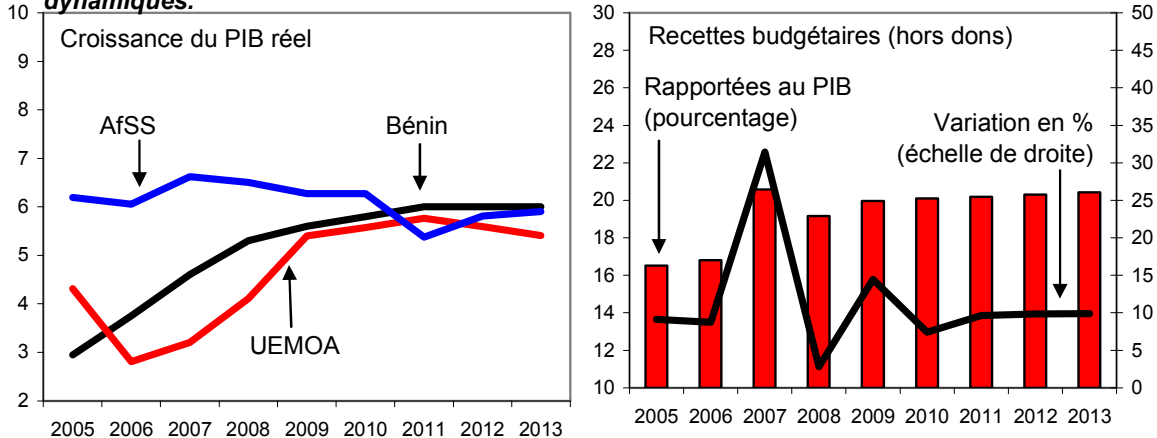 dynamiques.
Croissance du PIB réel
AfSS
Bénin
UEMOA
10
9
8
7
6
5
4
3
2
2005 2006 2007 2008 2009 2010 2011 2012 2013
Recettes budgétaires (hors dons)
Rapportées au PIB
(pourcentage)
Variation en %
(échelle de droite)
30
28
26
24
22
20
18
16
14
12
10
50
45
40
35
30
25
20
15
10
5
0
2005 2006 2007 2008 2009 2010 2011 2012 2013